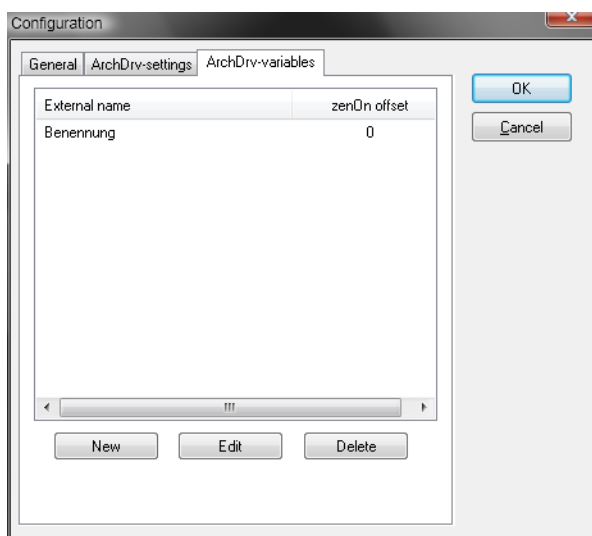 Configuration
General ArchDrv-settings ArchDrv-variables
External name zenOn offset
Benennung 0
OK
Cancel
New Edit Delete